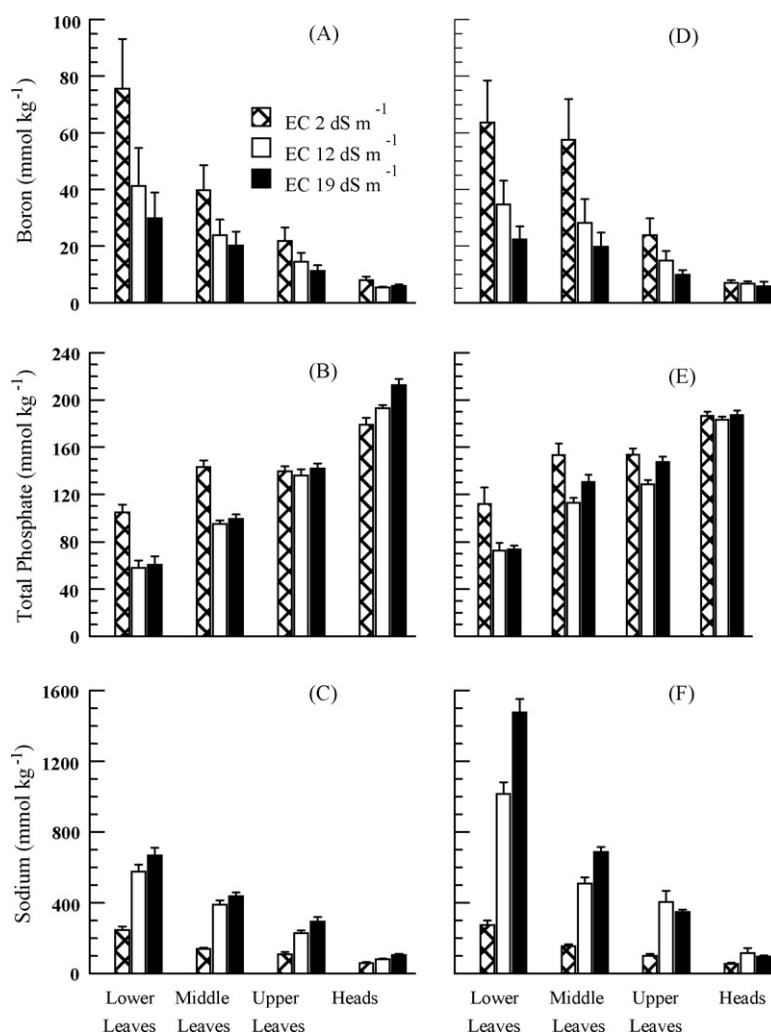 (A)
(D)
100
80
60
40
20
0
Boron (mmol kg⁻¹)
EC 2 dS m⁻¹
EC 12 dS m⁻¹
EC 19 dS m⁻¹
(B)
(E)
240
200
160
120
80
40
0
Total Phosphate (mmol kg⁻¹)
(C)
(F)
1600
1200
800
400
0
Sodium (mmol kg⁻¹)
Lower Middle Upper Heads Lower Middle Upper Heads
Leaves Leaves Leaves Leaves Leaves Leaves